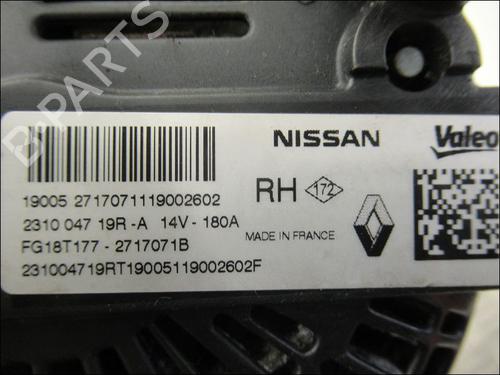 NISSAN
Valeo
19005 2717071119002602
2310 047 19R -A 14V - 180A
FG18T177 - 2717071B
231004719RT19005119002602F
RH 172
MADE IN FRANCE
B-PARTS